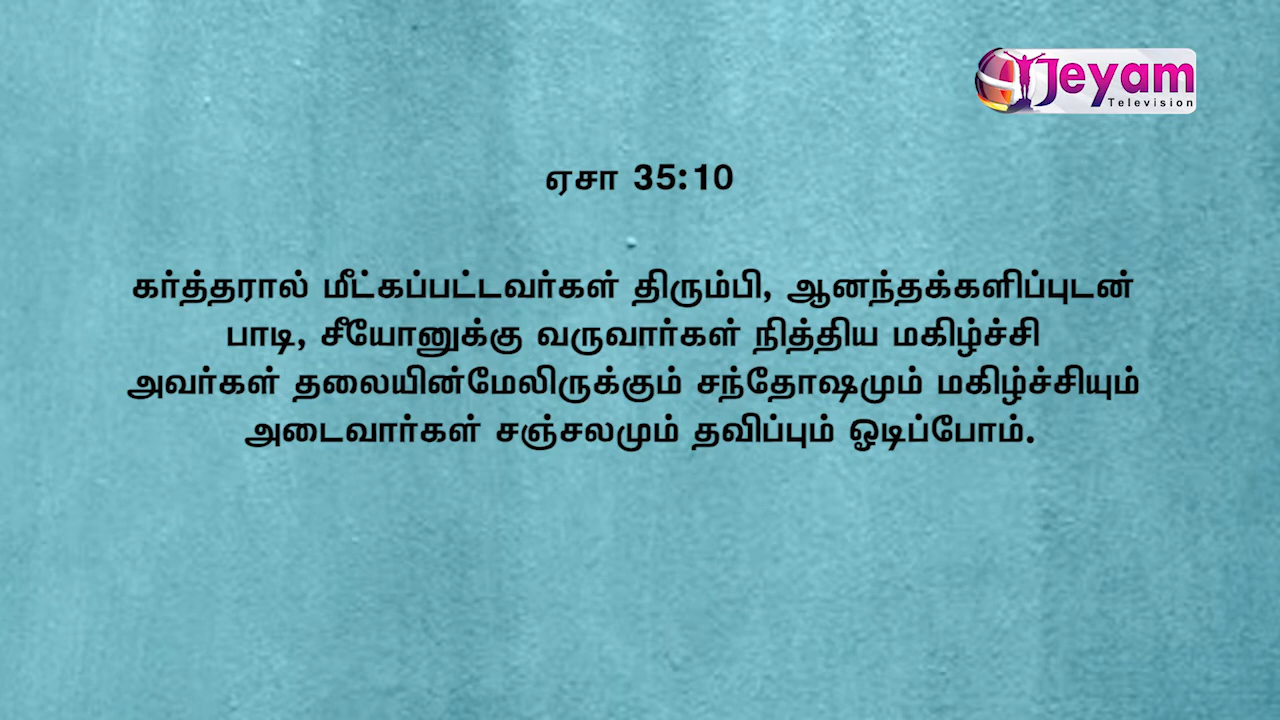 Jeyam
Television
ஏசா 35:10
கர்த்தரால் மீட்கப்பட்டவர்கள் திரும்பி, ஆனந்தக்களிப்புடன்
பாடி, சீயோனுக்கு வருவார்கள் நித்திய மகிழ்ச்சி
அவர்கள் தலையின்மேலிருக்கும் சந்தோஷமும் மகிழ்ச்சியும்
அடைவார்கள் சஞ்சலமும் தவிப்பும் ஓடிப்போம்.